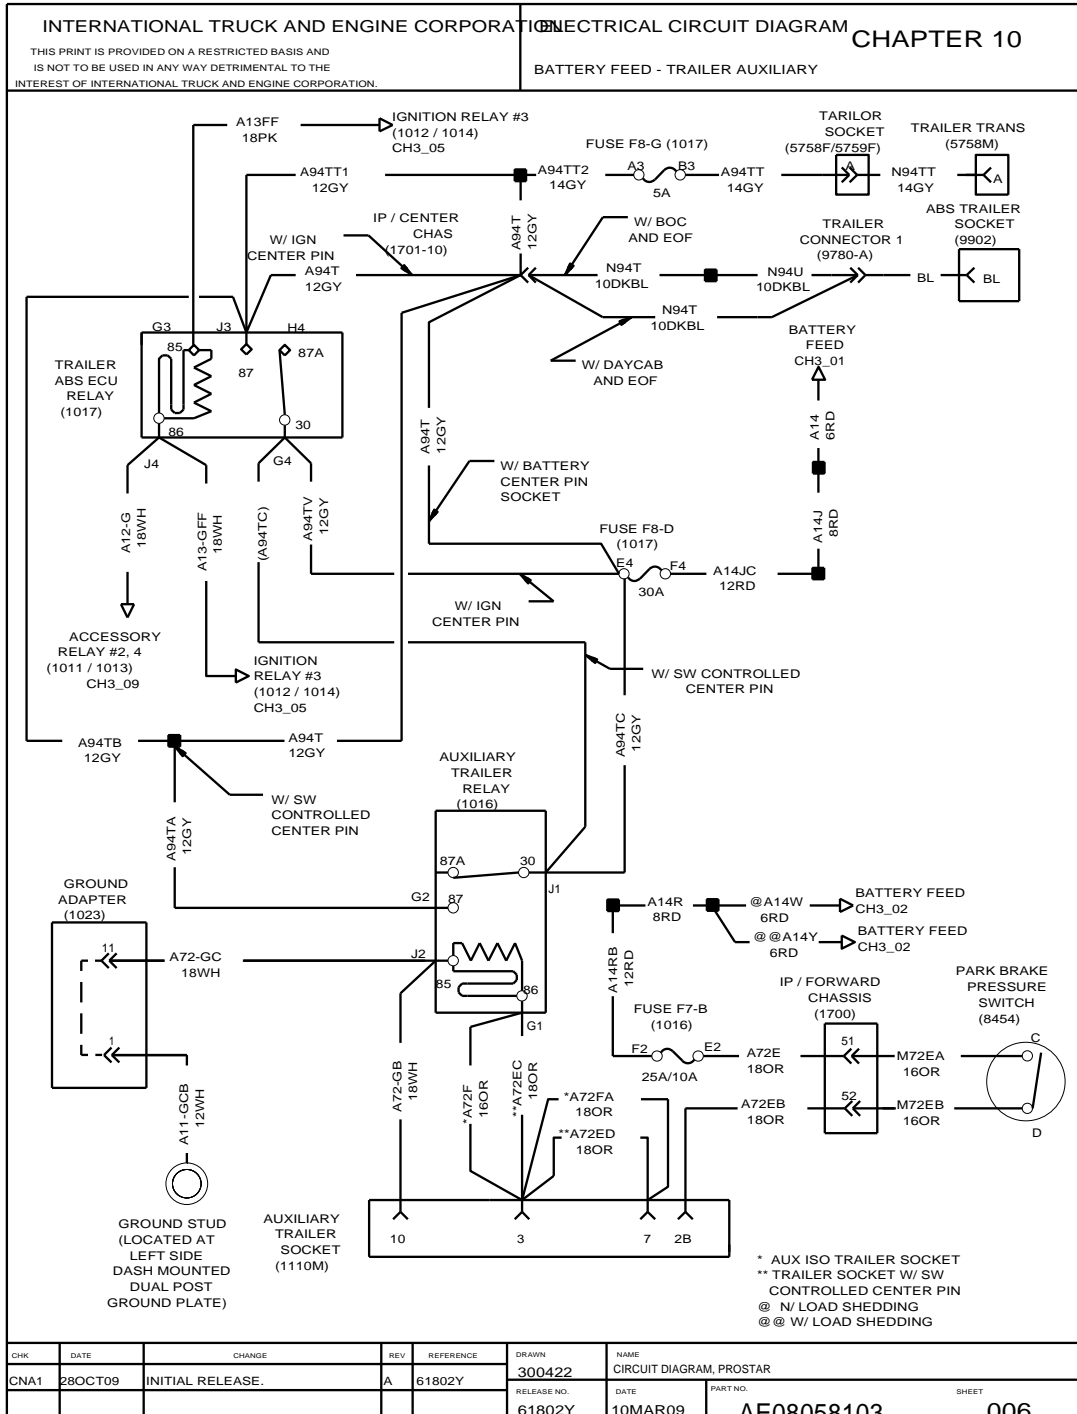 INTERNATIONAL TRUCK AND ENGINE CORPORATION
ELECTRICAL CIRCUIT DIAGRAM
CHAPTER 10
THIS PRINT IS PROVIDED ON A RESTRICTED BASIS AND
IS NOT TO BE USED IN ANY WAY DETRIMENTAL TO THE
INTEREST OF INTERNATIONAL TRUCK AND ENGINE CORPORATION.
BATTERY FEED - TRAILER AUXILIARY
A13FF
18PK
IGNITION RELAY #3
(1012 / 1014)
CH3_05
FUSE F8-G (1017)
A3
B3
5A
TARILOR
SOCKET
(5758F/5759F)
A
TRAILER TRANS
(5758M)
A
A94TT1
12GY
A94TT2
14GY
A94TT
14GY
N94TT
14GY
IP / CENTER
CHAS
(1701-10)
W/ IGN
CENTER PIN
A94T
12GY
A94T
12GY
W/ BOC
AND EOF
TRAILER
CONNECTOR 1
(9780-A)
ABS TRAILER
SOCKET
(9902)
N94T
10DKBL
N94U
10DKBL
BL
BL
N94T
10DKBL
W/ DAYCAB
AND EOF
BATTERY
FEED
CH3_01
G3
J3
H4
85
87
87A
86
30
TRAILER
ABS ECU
RELAY
(1017)
J4
G4
A12-G
18WH
A13-GFF
18WH
(A94TC)
A94TV
12GY
A94T
12GY
A14
6RD
A14J
8RD
W/ BATTERY
CENTER PIN
SOCKET
FUSE F8-D
(1017)
E4
F4
30A
A14JC
12RD
W/ IGN
CENTER PIN
ACCESSORY
RELAY #2, 4
(1011 / 1013)
CH3_09
IGNITION
RELAY #3
(1012 / 1014)
CH3_05
W/ SW CONTROLLED
CENTER PIN
A94TB
12GY
A94T
12GY
A94TC
12GY
A94TA
12GY
W/ SW
CONTROLLED
CENTER PIN
AUXILIARY
TRAILER
RELAY
(1016)
87A
30
J1
G2
87
J2
85
86
G1
GROUND
ADAPTER
(1023)
11
1
A72-GC
18WH
A11-GCB
12WH
A14R
8RD
@A14W
6RD
BATTERY FEED
CH3_02
@@A14Y
6RD
BATTERY FEED
CH3_02
A14RB
12RD
FUSE F7-B
(1016)
F2
E2
25A/10A
IP / FORWARD
CHASSIS
(1700)
51
52
PARK BRAKE
PRESSURE
SWITCH
(8454)
C
D
A72E
18OR
M72EA
16OR
A72EB
18OR
M72EB
16OR
A72-GB
18WH
*A72F
16OR
**A72EC
18OR
*A72FA
18OR
**A72ED
18OR
GROUND STUD
(LOCATED AT
LEFT SIDE
DASH MOUNTED
DUAL POST
GROUND PLATE)
AUXILIARY
TRAILER
SOCKET
(1110M)
10
3
7
2B
* AUX ISO TRAILER SOCKET
** TRAILER SOCKET W/ SW
CONTROLLED CENTER PIN
@ N/ LOAD SHEDDING
@@ W/ LOAD SHEDDING
CHK DATE CHANGE REV REFERENCE
CNA1 28OCT09 INITIAL RELEASE. A 61802Y
DRAWN
300422
NAME
CIRCUIT DIAGRAM, PROSTAR
RELEASE NO.
61802Y
DATE
10MAR09
PART NO.
AE08058103
SHEET
006